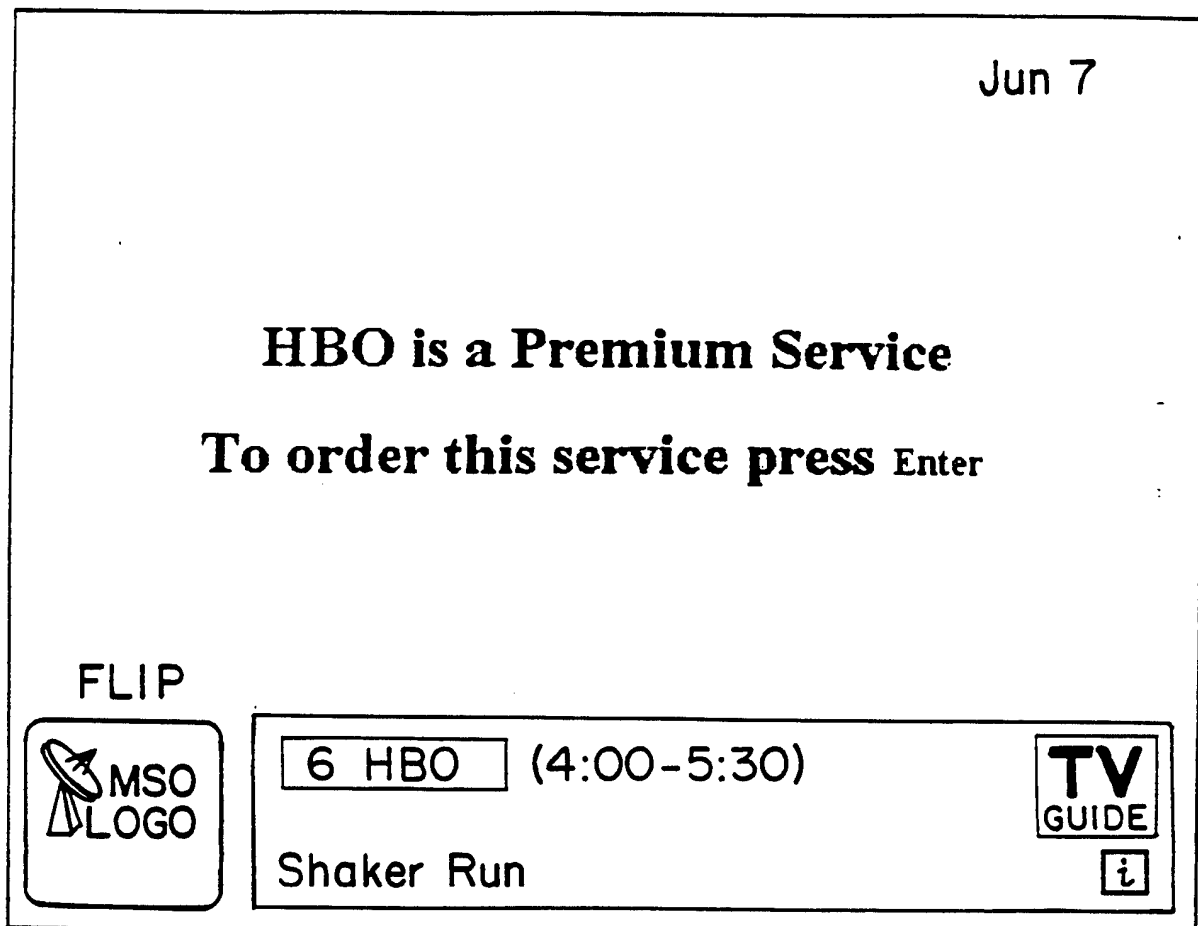 Jun 7
HBO is a Premium Service
To order this service press Enter
FLIP
MSO
LOGO
6 HBO (4:00-5:30)
TV
GUIDE
Shaker Run
i